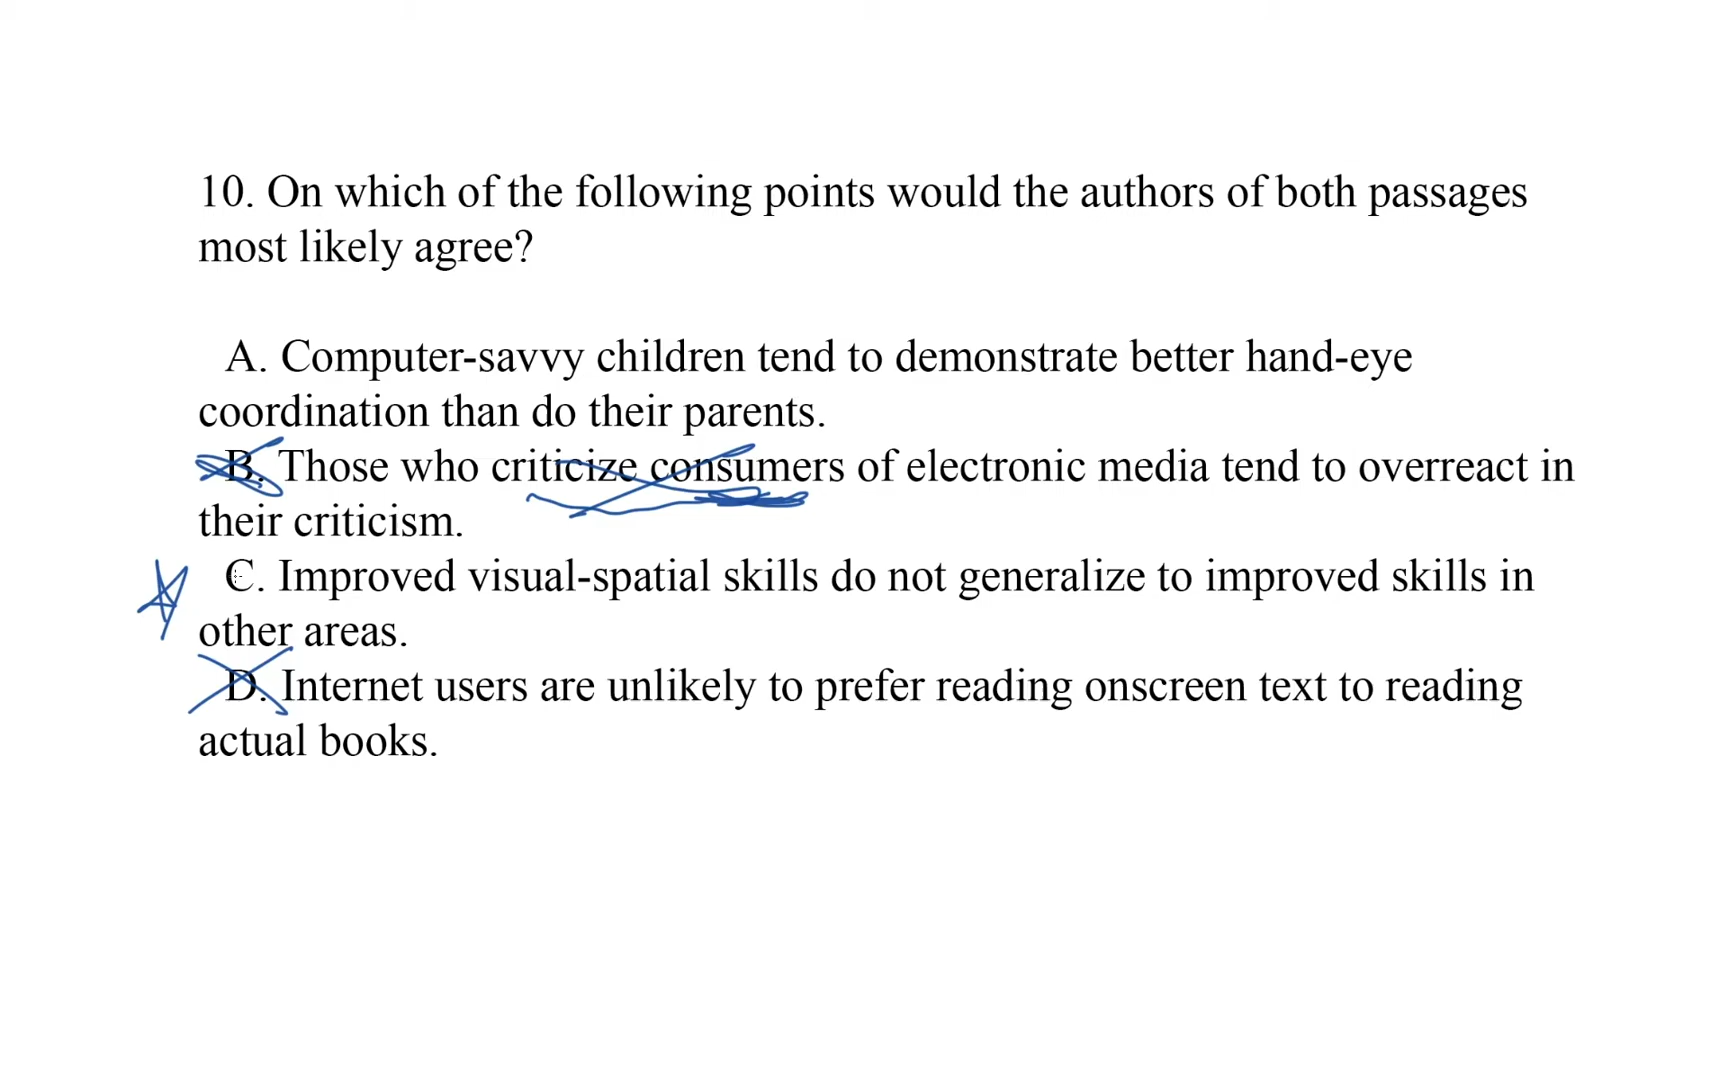 10. On which of the following points would the authors of both passages
most likely agree?
A. Computer-savvy children tend to demonstrate better hand-eye
coordination than do their parents.
B. Those who criticize consumers of electronic media tend to overreact in
their criticism.
C. Improved visual-spatial skills do not generalize to improved skills in
other areas.
D. Internet users are unlikely to prefer reading onscreen text to reading
actual books.